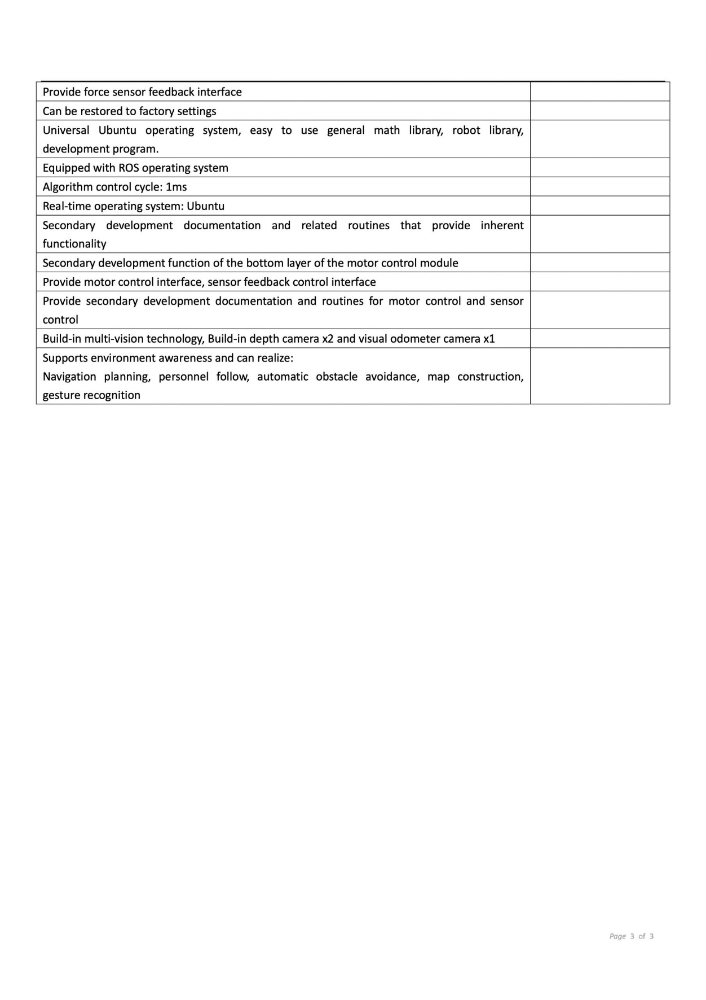 Provide force sensor feedback interface
Can be restored to factory settings
Universal Ubuntu operating system, easy to use general math library, robot library,
development program.
Equipped with ROS operating system
Algorithm control cycle: 1ms
Real-time operating system: Ubuntu
Secondary development documentation and related routines that provide inherent
functionality
Secondary development function of the bottom layer of the motor control module
Provide motor control interface, sensor feedback control interface
Provide secondary development documentation and routines for motor control and sensor
control
Build-in multi-vision technology, Build-in depth camera x2 and visual odometer camera x1
Supports environment awareness and can realize:
Navigation planning, personnel follow, automatic obstacle avoidance, map construction,
gesture recognition
Page 3 of 3